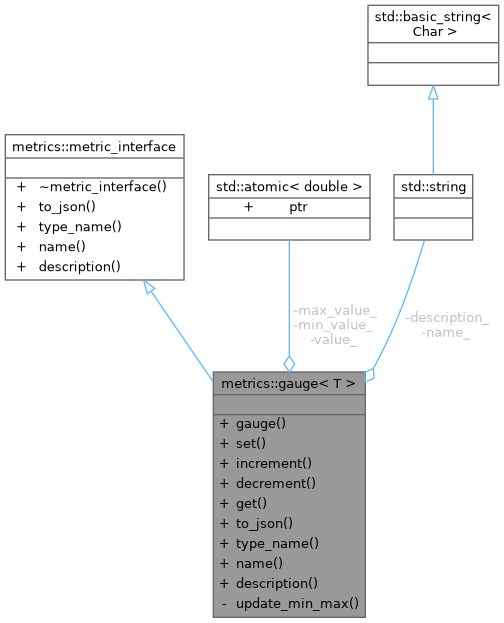 std::basic_string<
Char >
metrics::metric_interface
+ ~metric_interface()
+ to_json()
+ type_name()
+ name()
+ description()
std::atomic< double >
+ ptr
std::string
-max_value_
-min_value_
-value_
-description_
-name_
metrics::gauge< T >
+ gauge()
+ set()
+ increment()
+ decrement()
+ get()
+ to_json()
+ type_name()
+ name()
+ description()
- update_min_max()